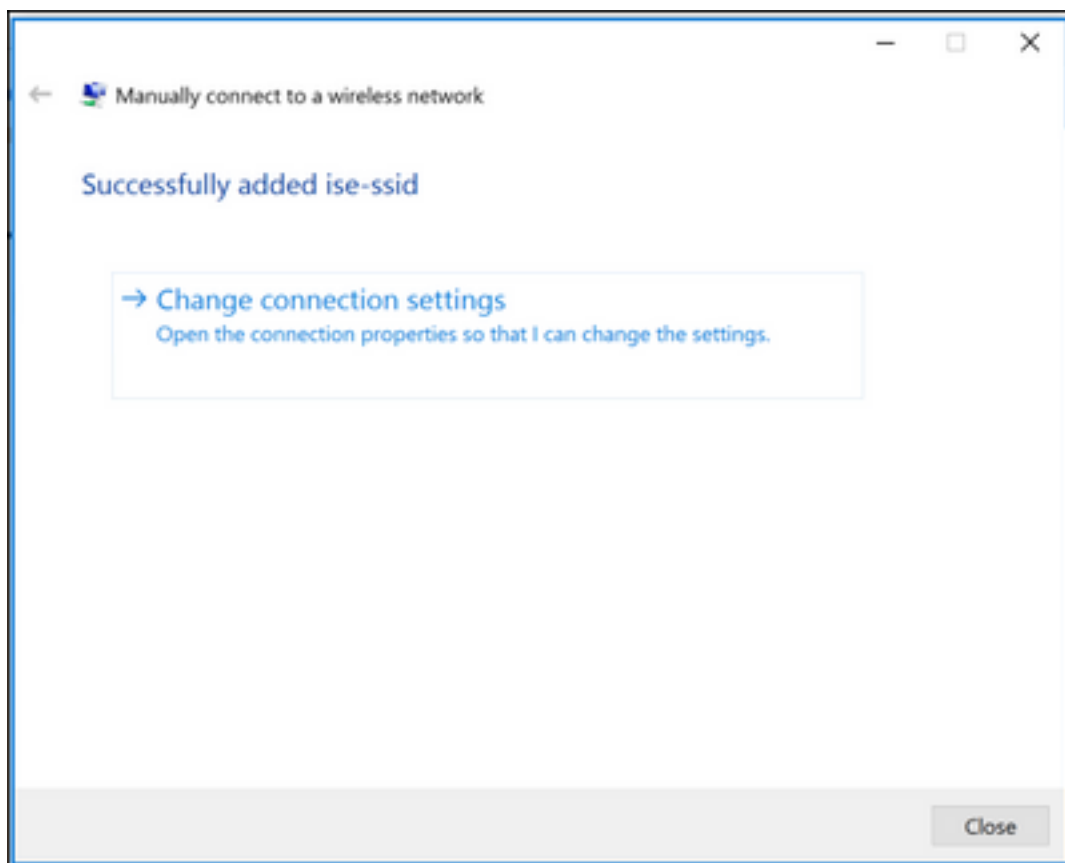 Manually connect to a wireless network
Successfully added ise-ssid
Change connection settings
Open the connection properties so that I can change the settings.
Close